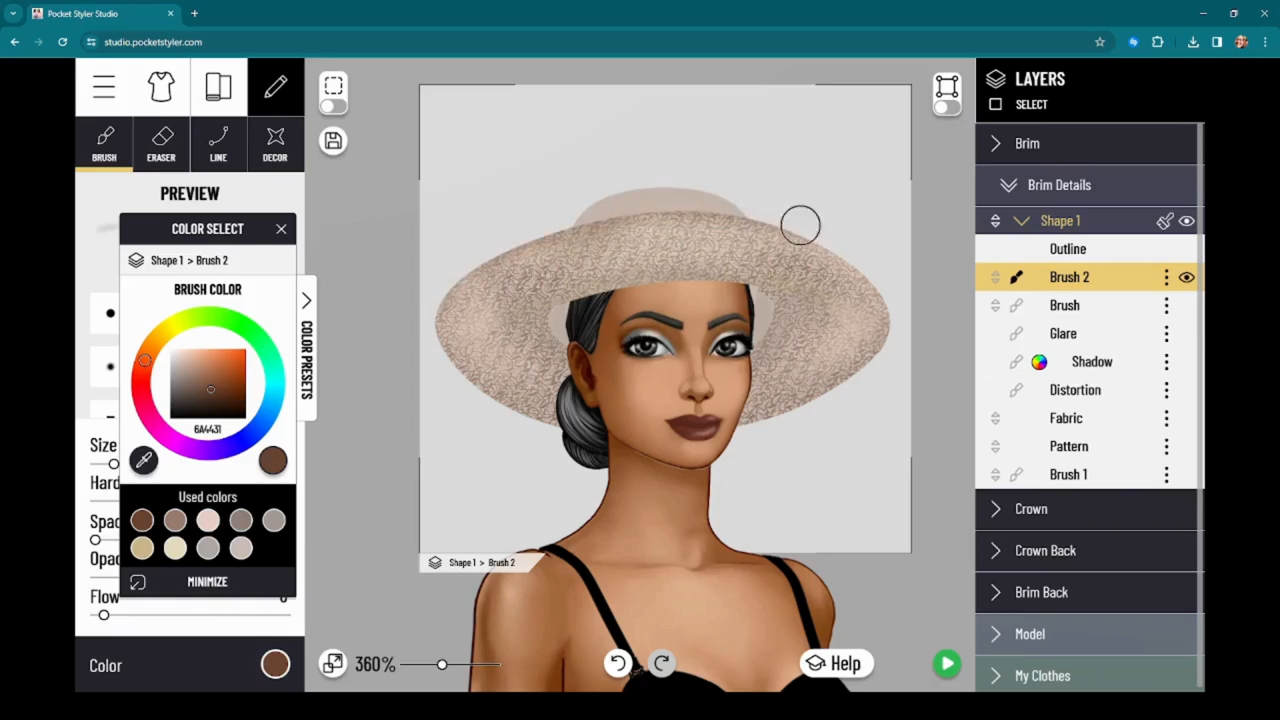 Pocket Styler Studio
studio.pocketstyler.com
BRUSH
ERASER
LINE
DECOR
PREVIEW
COLOR SELECT
Shape 1 > Brush 2
BRUSH COLOR
6A4431
COLOR PRESETS
Used colors
MINIMIZE
Size
Hard
Spac
Opac
Flow
Color
Shape 1 > Brush 2
360%
Help
LAYERS
SELECT
Brim
Brim Details
Shape 1
Outline
Brush 2
Brush
Glare
Shadow
Distortion
Fabric
Pattern
Brush 1
Crown
Crown Back
Brim Back
Model
My Clothes